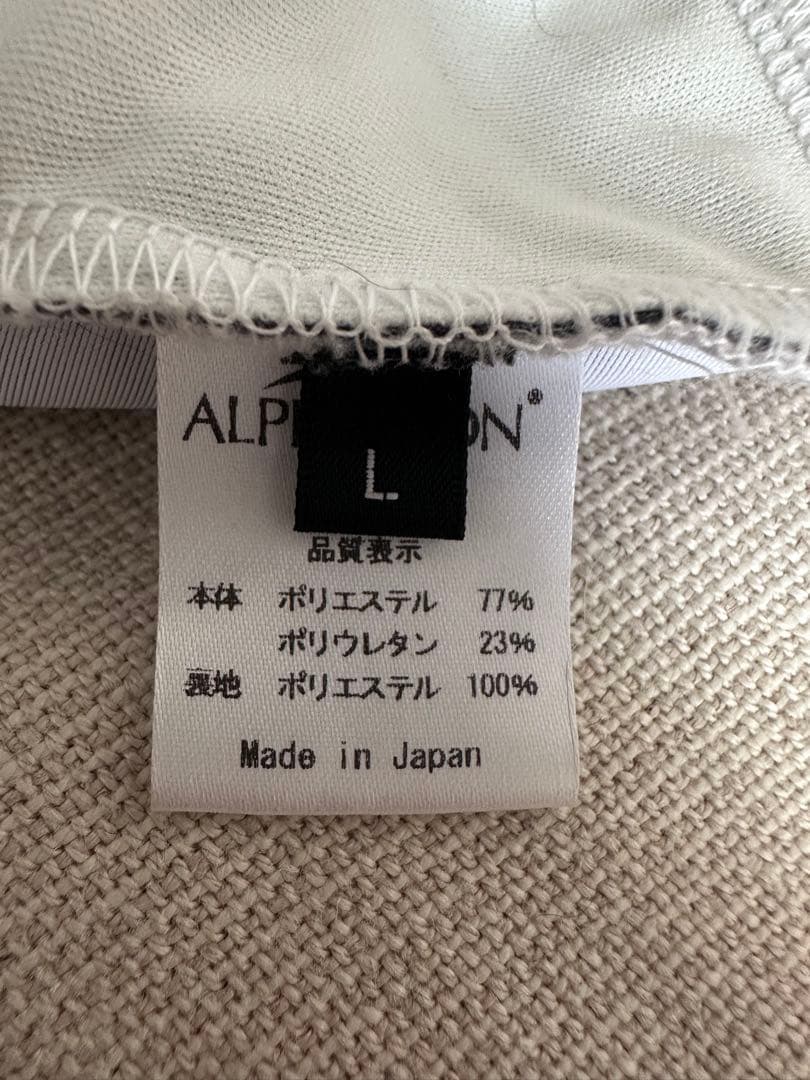 L
品質表示
本体 ポリエステル 77%
ポリウレタン 23%
裏地 ポリエステル 100%
Made in Japan